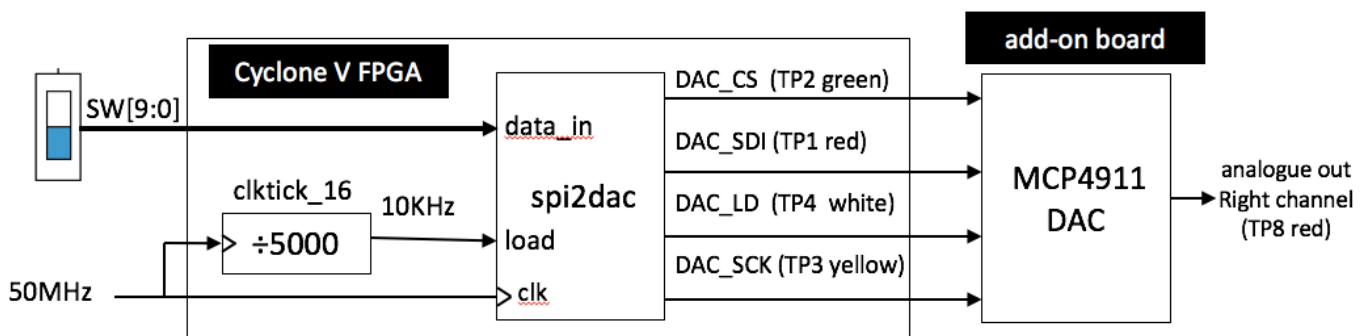 add-on board
Cyclone V FPGA
SW[9:0]
data_in
clktick_16
÷5000
10KHz
load
50MHz
clk
spi2dac
DAC_CS (TP2 green)
DAC_SDI (TP1 red)
DAC_LD (TP4 white)
DAC_SCK (TP3 yellow)
MCP4911
DAC
analogue out
Right channel
(TP8 red)